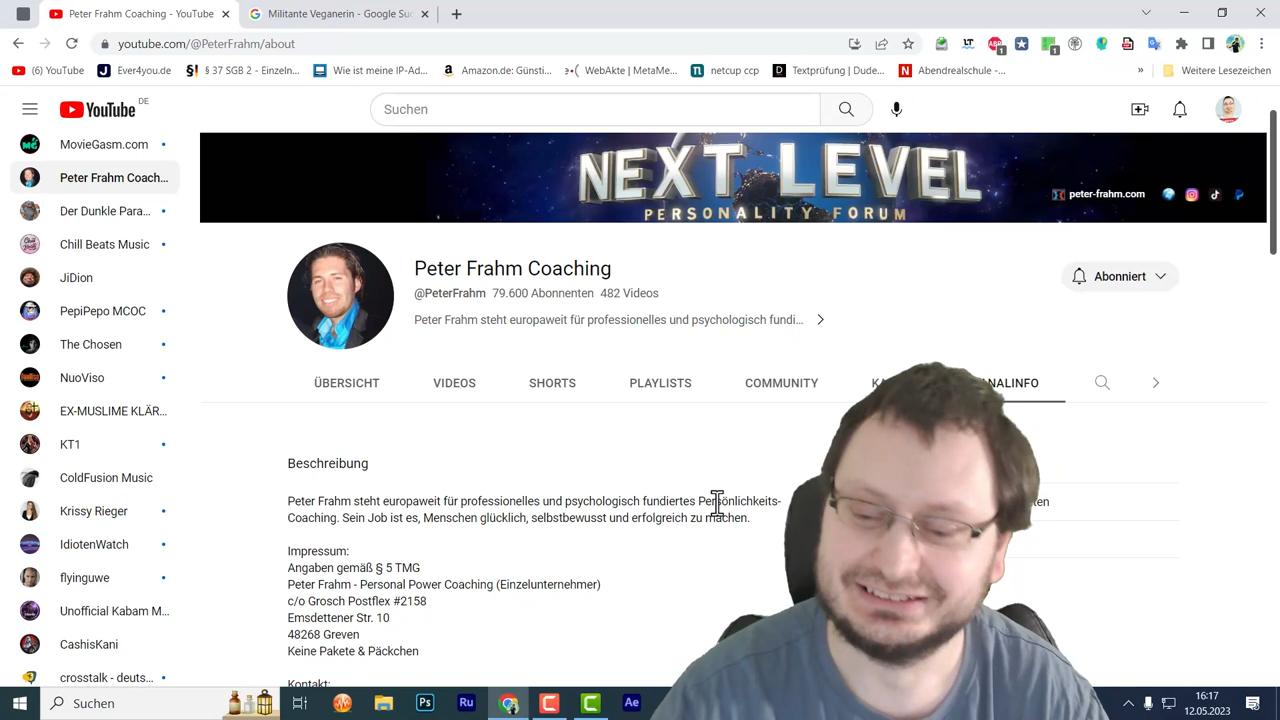 Peter Frahm Coaching - YouTube
Militante Veganerin - Google Suc
youtube.com/@PeterFrahm/about
(6) YouTube
Ever4you.de
§ 37 SGB 2 - Einzeln...
Wie ist meine IP-Ad...
Amazon.de: Günsti...
WebAkte | MetaMe...
netcup ccp
Textprüfung | Dude...
Abendrealschule -...
»
Weitere Lesezeichen
YouTube DE
Suchen
MovieGasm.com
Peter Frahm Coach...
Der Dunkle Para...
Chill Beats Music
JiDion
PepiPepo MCOC
The Chosen
NuoViso
EX-MUSLIME KLÄR...
KT1
ColdFusion Music
Krissy Rieger
IdiotenWatch
flyinguwe
Unofficial Kabam M...
CashisKani
crosstalk - deuts...
NEXT LEVEL
PERSONALITY FORUM
peter-frahm.com
Peter Frahm Coaching
@PeterFrahm 79.600 Abonnenten 482 Videos
Peter Frahm steht europaweit für professionelles und psychologisch fundi...
Abonniert
ÜBERSICHT
VIDEOS
SHORTS
PLAYLISTS
COMMUNITY
Beschreibung
Peter Frahm steht europaweit für professionelles und psychologisch fundiertes Persönlichkeits-
Coaching. Sein Job ist es, Menschen glücklich, selbstbewusst und erfolgreich zu machen.
Impressum:
Angaben gemäß § 5 TMG
Peter Frahm - Personal Power Coaching (Einzelunternehmer)
c/o Grosch Postflex #2158
Emsdettener Str. 10
48268 Greven
Keine Pakete & Päckchen
Kontakt:
Suchen
Ps
Ru
Ae
16:17
12.05.2023